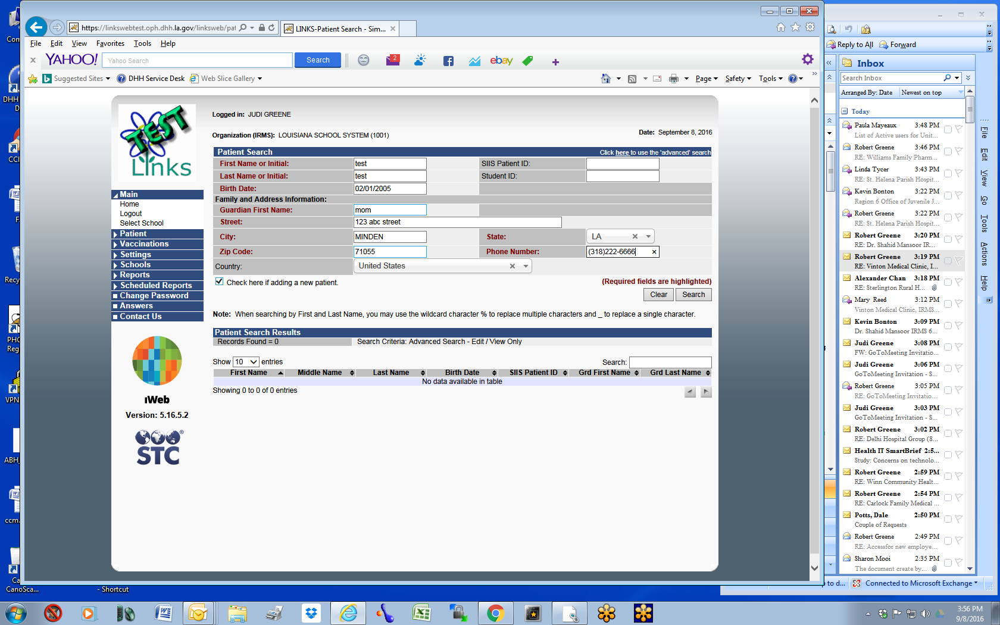 https://linkswebtest.oph.dhh.la.gov/linksweb/pat
LINKS-Patient Search - Sim...
File Edit View Favorites Tools Help
YAHOO! Yahoo Search Search 2 ebay
Suggested Sites DHH Service Desk Web Slice Gallery Page Safety Tools
TEST
Links
Logged in: JUDI GREENE
Organization (IRMS): LOUISIANA SCHOOL SYSTEM (1001)
Date: September 8, 2016
Patient Search Click here to use the 'advanced' search
First Name or Initial: test SIIS Patient ID:
Last Name or Initial: test Student ID:
Birth Date: 02/01/2005
Family and Address Information:
Guardian First Name: mom
Street: 123 abc street
City: MINDEN State: LA
Zip Code: 71055 Phone Number: (318)222-6666
Country: United States
Check here if adding a new patient. (Required fields are highlighted)
Clear Search
Note: When searching by First and Last Name, you may use the wildcard character % to replace multiple characters and _ to replace a single character.
Patient Search Results
Records Found = 0 Search Criteria: Advanced Search - Edit / View Only
Show 10 entries Search:
First Name Middle Name Last Name Birth Date SIIS Patient ID Grd First Name Grd Last Name
No data available in table
Showing 0 to 0 of 0 entries
Main
Home
Logout
Select School
Patient
Vaccinations
Settings
Schools
Reports
Scheduled Reports
Change Password
Answers
Contact Us
iWeb
Version: 5.16.5.2
STC
Reply to All Forward
Inbox
Search Inbox
Arranged By: Date Newest on top
Today
Paula Mayeaux 3:48 PM
List of Active users for Unit...
Robert Greene 3:46 PM
RE: Williams Family Pharm...
Linda Tycer 3:43 PM
RE: St. Helena Parish Hospit...
Kevin Bonton 3:22 PM
Region 6 Office of Juvenile J...
Robert Greene 3:22 PM
RE: St. Helena Parish Hospit...
Robert Greene 3:20 PM
RE: Dr. Shahid Mansoor IR...
Robert Greene 3:19 PM
RE: Vinton Medical Clinic, I...
Alexander Chan 3:18 PM
RE: Sterlington Rural H...
Mary Reed 3:12 PM
Vinton Medical Clinic, IRMS...
Kevin Bonton 3:09 PM
Dr. Shahid Mansoor IRMS 6...
Judi Greene 3:08 PM
FW: GoToMeeting Invitatio...
Judi Greene 3:06 PM
GoToMeeting Invitation - S...
Robert Greene 3:05 PM
RE: GoToMeeting Invitatio...
Judi Greene 3:03 PM
GoToMeeting Invitation - S...
Robert Greene 3:02 PM
RE: Delhi Hospital Group (8...
Health IT SmartBrief 2:5...
Study: Concerns on technolo...
Robert Greene 2:59 PM
RE: Winn Community Healt...
Robert Greene 2:54 PM
RE: Carlock Family Medical ...
Potts, Dale 2:50 PM
Couple of Requests
Robert Greene 2:49 PM
RE: Accessfor new employe...
Sharon Mooi 2:35 PM
The document create by...
File Edit View Go Tools Actions Help
p to d... Connected to Microsoft Exchange
Com
DHH
D
CCI
F
Recy
PHC
Reg
VPN
ABH_
ccm.
Ca
CanoSca...
- Shortcut
3:56 PM
9/8/2016